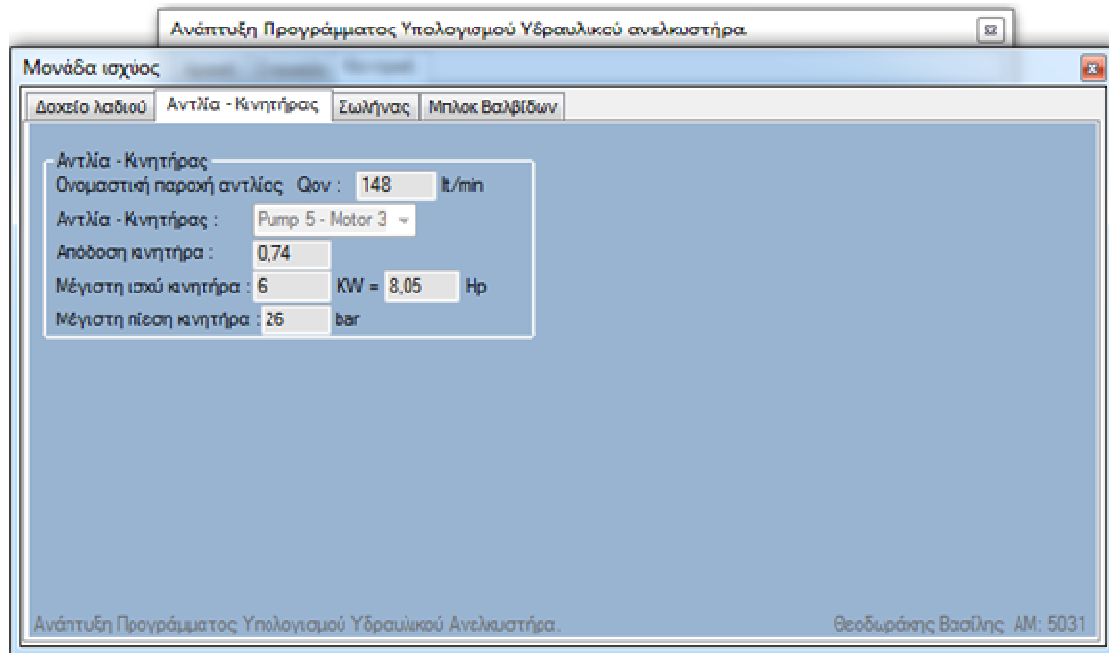 Ανάπτυξη Προγράμματος Υπολογισμού Υδραυλικού ανελκυστήρα
Μονάδα ισχύος
Δοχείο λαδιού Αντλία - Κινητήρας Σωλήνας Μπλοκ Βαλβίδων
Αντλία - Κινητήρας
Ονομαστική παροχή αντλίας Qον : 148 lt/min
Αντλία - Κινητήρας : Pump 5 - Motor 3
Απόδοση κινητήρα : 0,74
Μέγιστη ισχύ κινητήρα : 6 KW = 8,05 Hp
Μέγιστη πίεση κινητήρα : 26 bar
Ανάπτυξη Προγράμματος Υπολογισμού Υδραυλικού Ανελκυστήρα. Θεοδωράκης Βασίλης ΑΜ: 5031